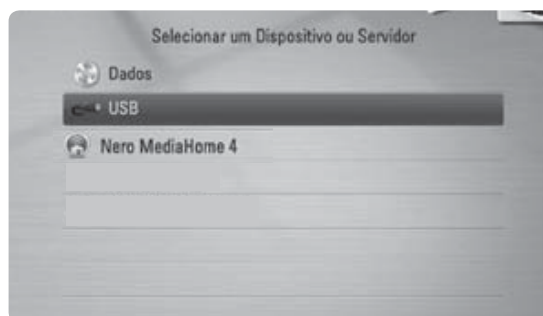 Selecionar um Dispositivo ou Servidor
Dados
USB
Nero MediaHome 4